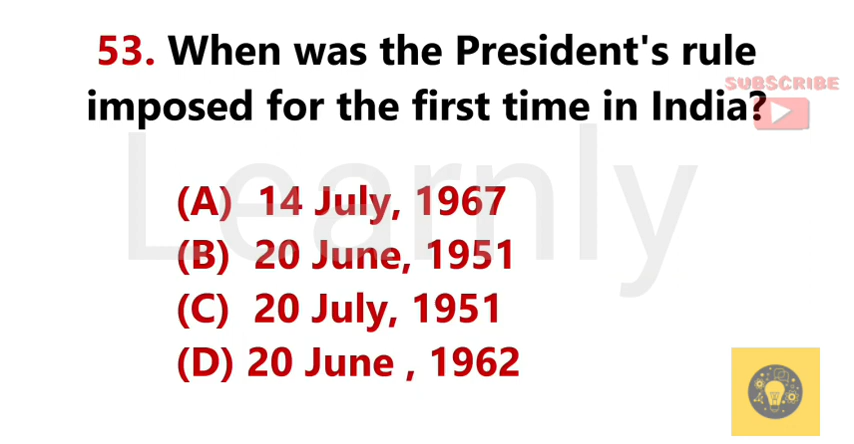 53. When was the President's rule
imposed for the first time in India?
SUBSCRIBE
Learnly
(A) 14 July, 1967
(B) 20 June, 1951
(C) 20 July, 1951
(D) 20 June , 1962